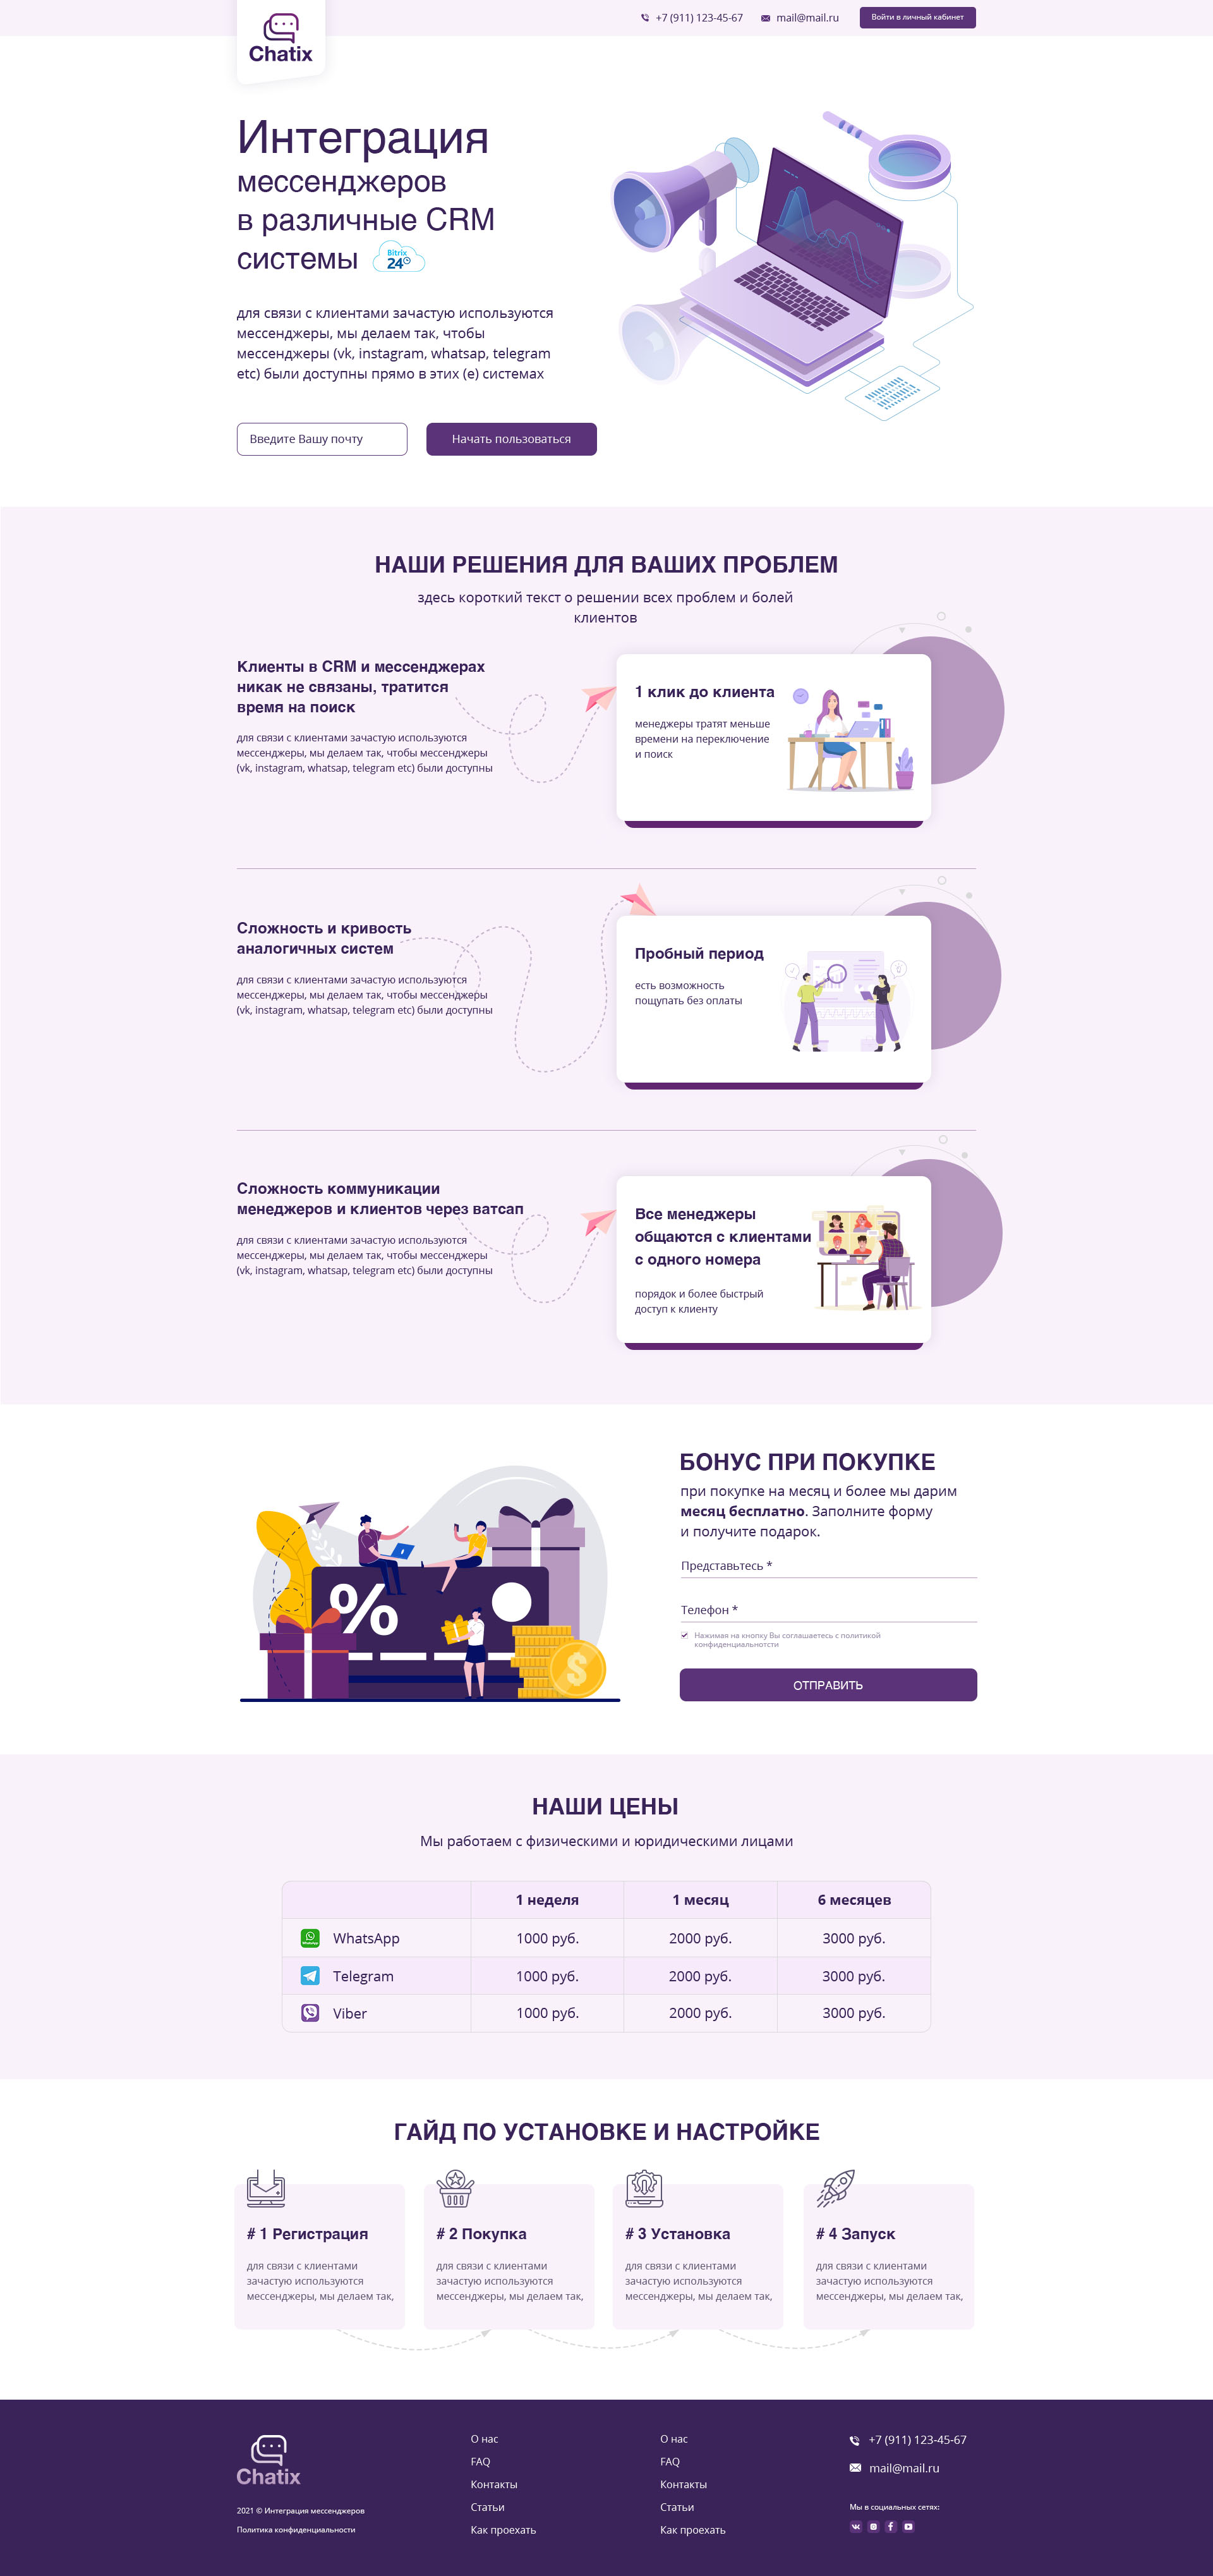 Chatix
+7 (911) 123-45-67
mail@mail.ru
Войти в личный кабинет
Интеграция
мессенджеров
в различные CRM
системы
Bitrix
24
для связи с клиентами зачастую используются
мессенджеры, мы делаем так, чтобы
мессенджеры (vk, instagram, whatsap, telegram
etc) были доступны прямо в этих (е) системах
Введите Вашу почту
Начать пользоваться
НАШИ РЕШЕНИЯ ДЛЯ ВАШИХ ПРОБЛЕМ
здесь короткий текст о решении всех проблем и болей
клиентов
Клиенты в CRM и мессенджерах
никак не связаны, тратится
время на поиск
для связи с клиентами зачастую используются
мессенджеры, мы делаем так, чтобы мессенджеры
(vk, instagram, whatsap, telegram etc) были доступны
1 клик до клиента
менеджеры тратят меньше
времени на переключение
и поиск
Сложность и кривость
аналогичных систем
для связи с клиентами зачастую используются
мессенджеры, мы делаем так, чтобы мессенджеры
(vk, instagram, whatsap, telegram etc) были доступны
Пробный период
есть возможность
пощупать без оплаты
Сложность коммуникации
менеджеров и клиентов через ватсап
для связи с клиентами зачастую используются
мессенджеры, мы делаем так, чтобы мессенджеры
(vk, instagram, whatsap, telegram etc) были доступны
Все менеджеры
общаются с клиентами
с одного номера
порядок и более быстрый
доступ к клиенту
%
$
БОНУС ПРИ ПОКУПКЕ
при покупке на месяц и более мы дарим
месяц бесплатно. Заполните форму
и получите подарок.
Представьтесь *
Телефон *
Нажимая на кнопку Вы соглашаетесь с политикой
конфиденциальнотсти
ОТПРАВИТЬ
НАШИ ЦЕНЫ
Мы работаем с физическими и юридическими лицами
1 неделя 1 месяц 6 месяцев
WhatsApp 1000 руб. 2000 руб. 3000 руб.
Telegram 1000 руб. 2000 руб. 3000 руб.
Viber 1000 руб. 2000 руб. 3000 руб.
ГАЙД ПО УСТАНОВКЕ И НАСТРОЙКЕ
# 1 Регистрация
для связи с клиентами
зачастую используются
мессенджеры, мы делаем так,
# 2 Покупка
для связи с клиентами
зачастую используются
мессенджеры, мы делаем так,
# 3 Установка
для связи с клиентами
зачастую используются
мессенджеры, мы делаем так,
# 4 Запуск
для связи с клиентами
зачастую используются
мессенджеры, мы делаем так,
Chatix
2021 © Интеграция мессенджеров
Политика конфиденциальности
О нас
FAQ
Контакты
Статьи
Как проехать
О нас
FAQ
Контакты
Статьи
Как проехать
+7 (911) 123-45-67
mail@mail.ru
Мы в социальных сетях: